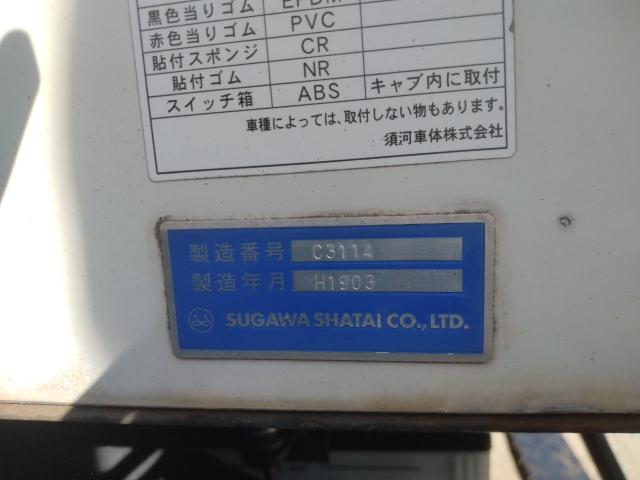 黒色当りゴム EPDM
赤色当りゴム PVC
貼付スポンジ CR
貼付ゴム NR
スイッチ箱 ABS キャブ内に取付
車種によっては、取付しない物もあります。
須河車体株式会社
製造番号 C3114
製造年月 H1903
SUGAWA SHATAI CO., LTD.